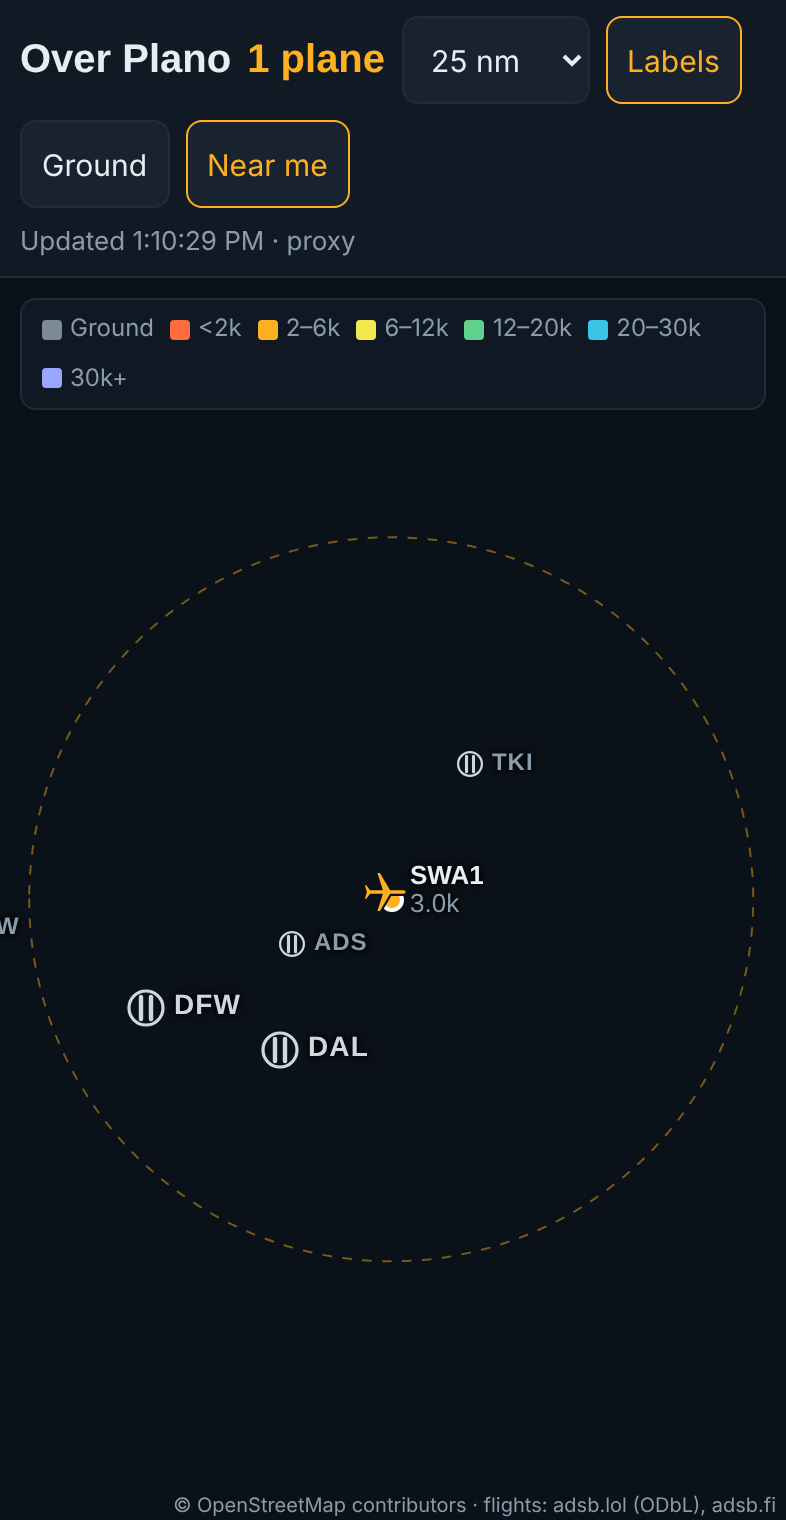 Over Plano 1 plane 25 nm Labels
Ground Near me
Updated 1:10:29 PM · proxy
Ground <2k 2–6k 6–12k 12–20k 20–30k
30k+
TKI
SWA1
3.0k
W
ADS
DFW
DAL
© OpenStreetMap contributors · flights: adsb.lol (ODbL), adsb.fi